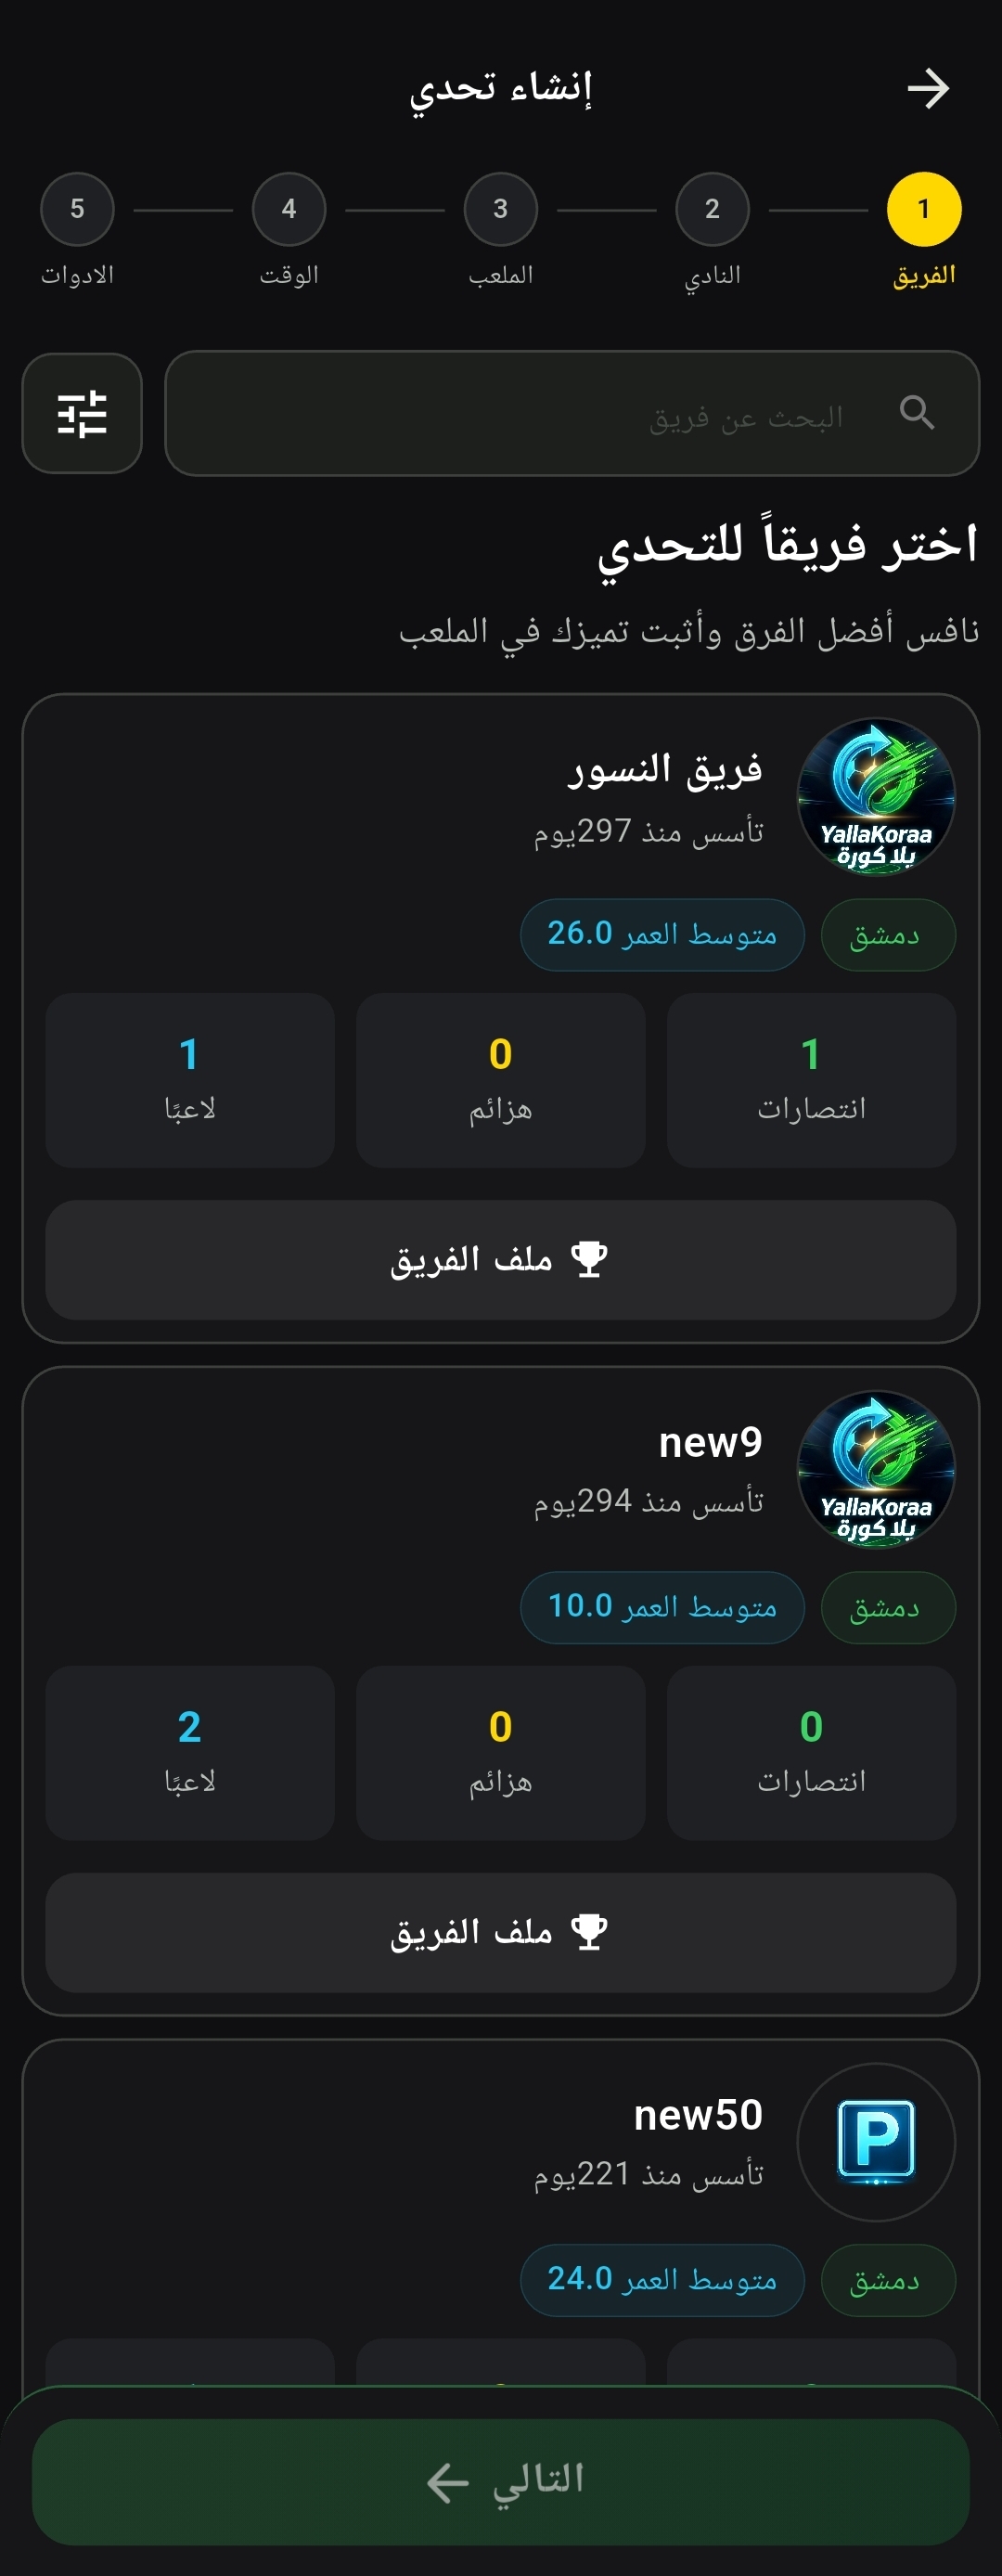 إنشاء تحدي
1 2 3 4 5
الفريق النادي الملعب الوقت الادوات
البحث عن فريق
اختر فريقاً للتحدي
نافس أفضل الفرق وأثبت تميزك في الملعب
YallaKoraa
يلا كورة
فريق النسور
تأسس منذ 297يوم
دمشق
متوسط العمر 26.0
1 0 1
انتصارات هزائم لاعبًا
ملف الفريق
YallaKoraa
يلا كورة
new9
تأسس منذ 294يوم
دمشق
متوسط العمر 10.0
0 0 2
انتصارات هزائم لاعبًا
ملف الفريق
P
new50
تأسس منذ 221يوم
دمشق
متوسط العمر 24.0
التالي